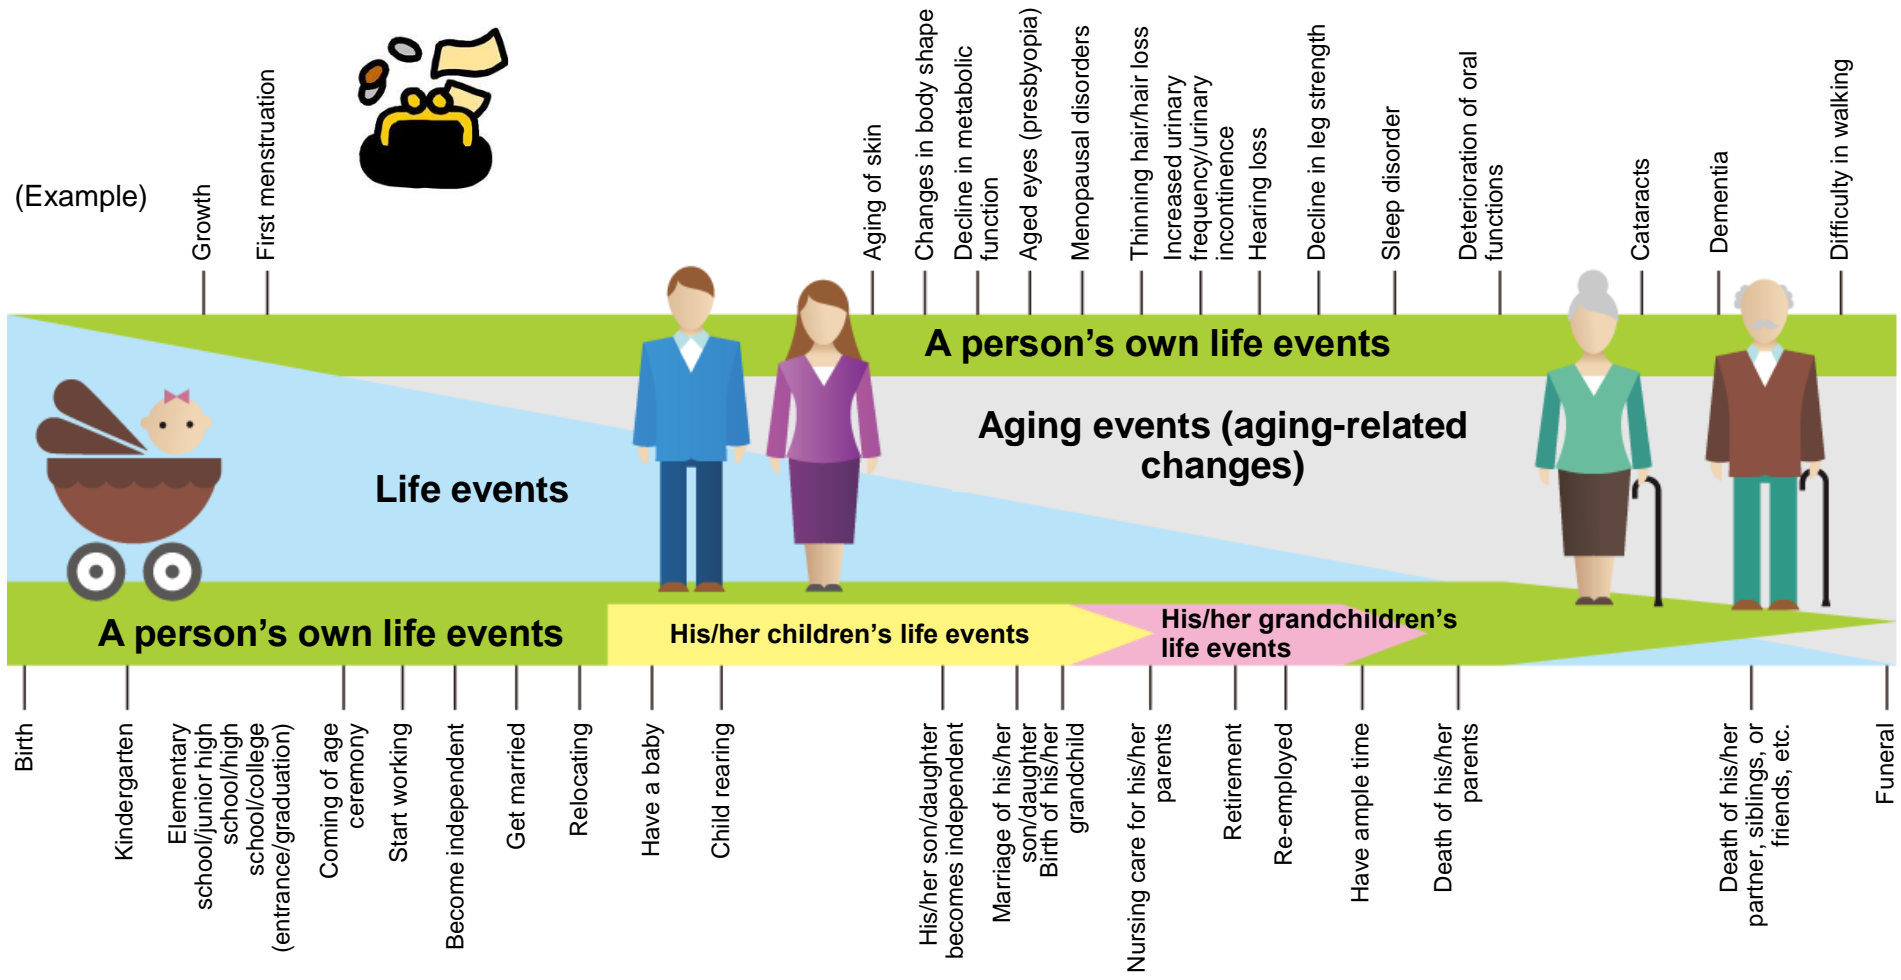 (Example)
Growth
First menstruation
Aging of skin
Changes in body shape
Decline in metabolic
function
Aged eyes (presbyopia)
Menopausal disorders
Thinning hair/hair loss
Increased urinary
frequency/urinary
incontinence
Hearing loss
Decline in leg strength
Sleep disorder
Deterioration of oral
functions
Cataracts
Dementia
Difficulty in walking
A person's own life events
Aging events (aging-related
changes)
Life events
A person's own life events
His/her children's life events
His/her grandchildren's
life events
Birth
Kindergarten
Elementary
school/junior high
school/high
school/college
(entrance/graduation)
Coming of age
ceremony
Start working
Become independent
Get married
Relocating
Have a baby
Child rearing
His/her son/daughter
becomes independent
Marriage of his/her
son/daughter
Birth of his/her
grandchild
Nursing care for his/her
parents
Retirement
Re-employed
Have ample time
Death of his/her
parents
Death of his/her
partner, siblings, or
friends, etc.
Funeral